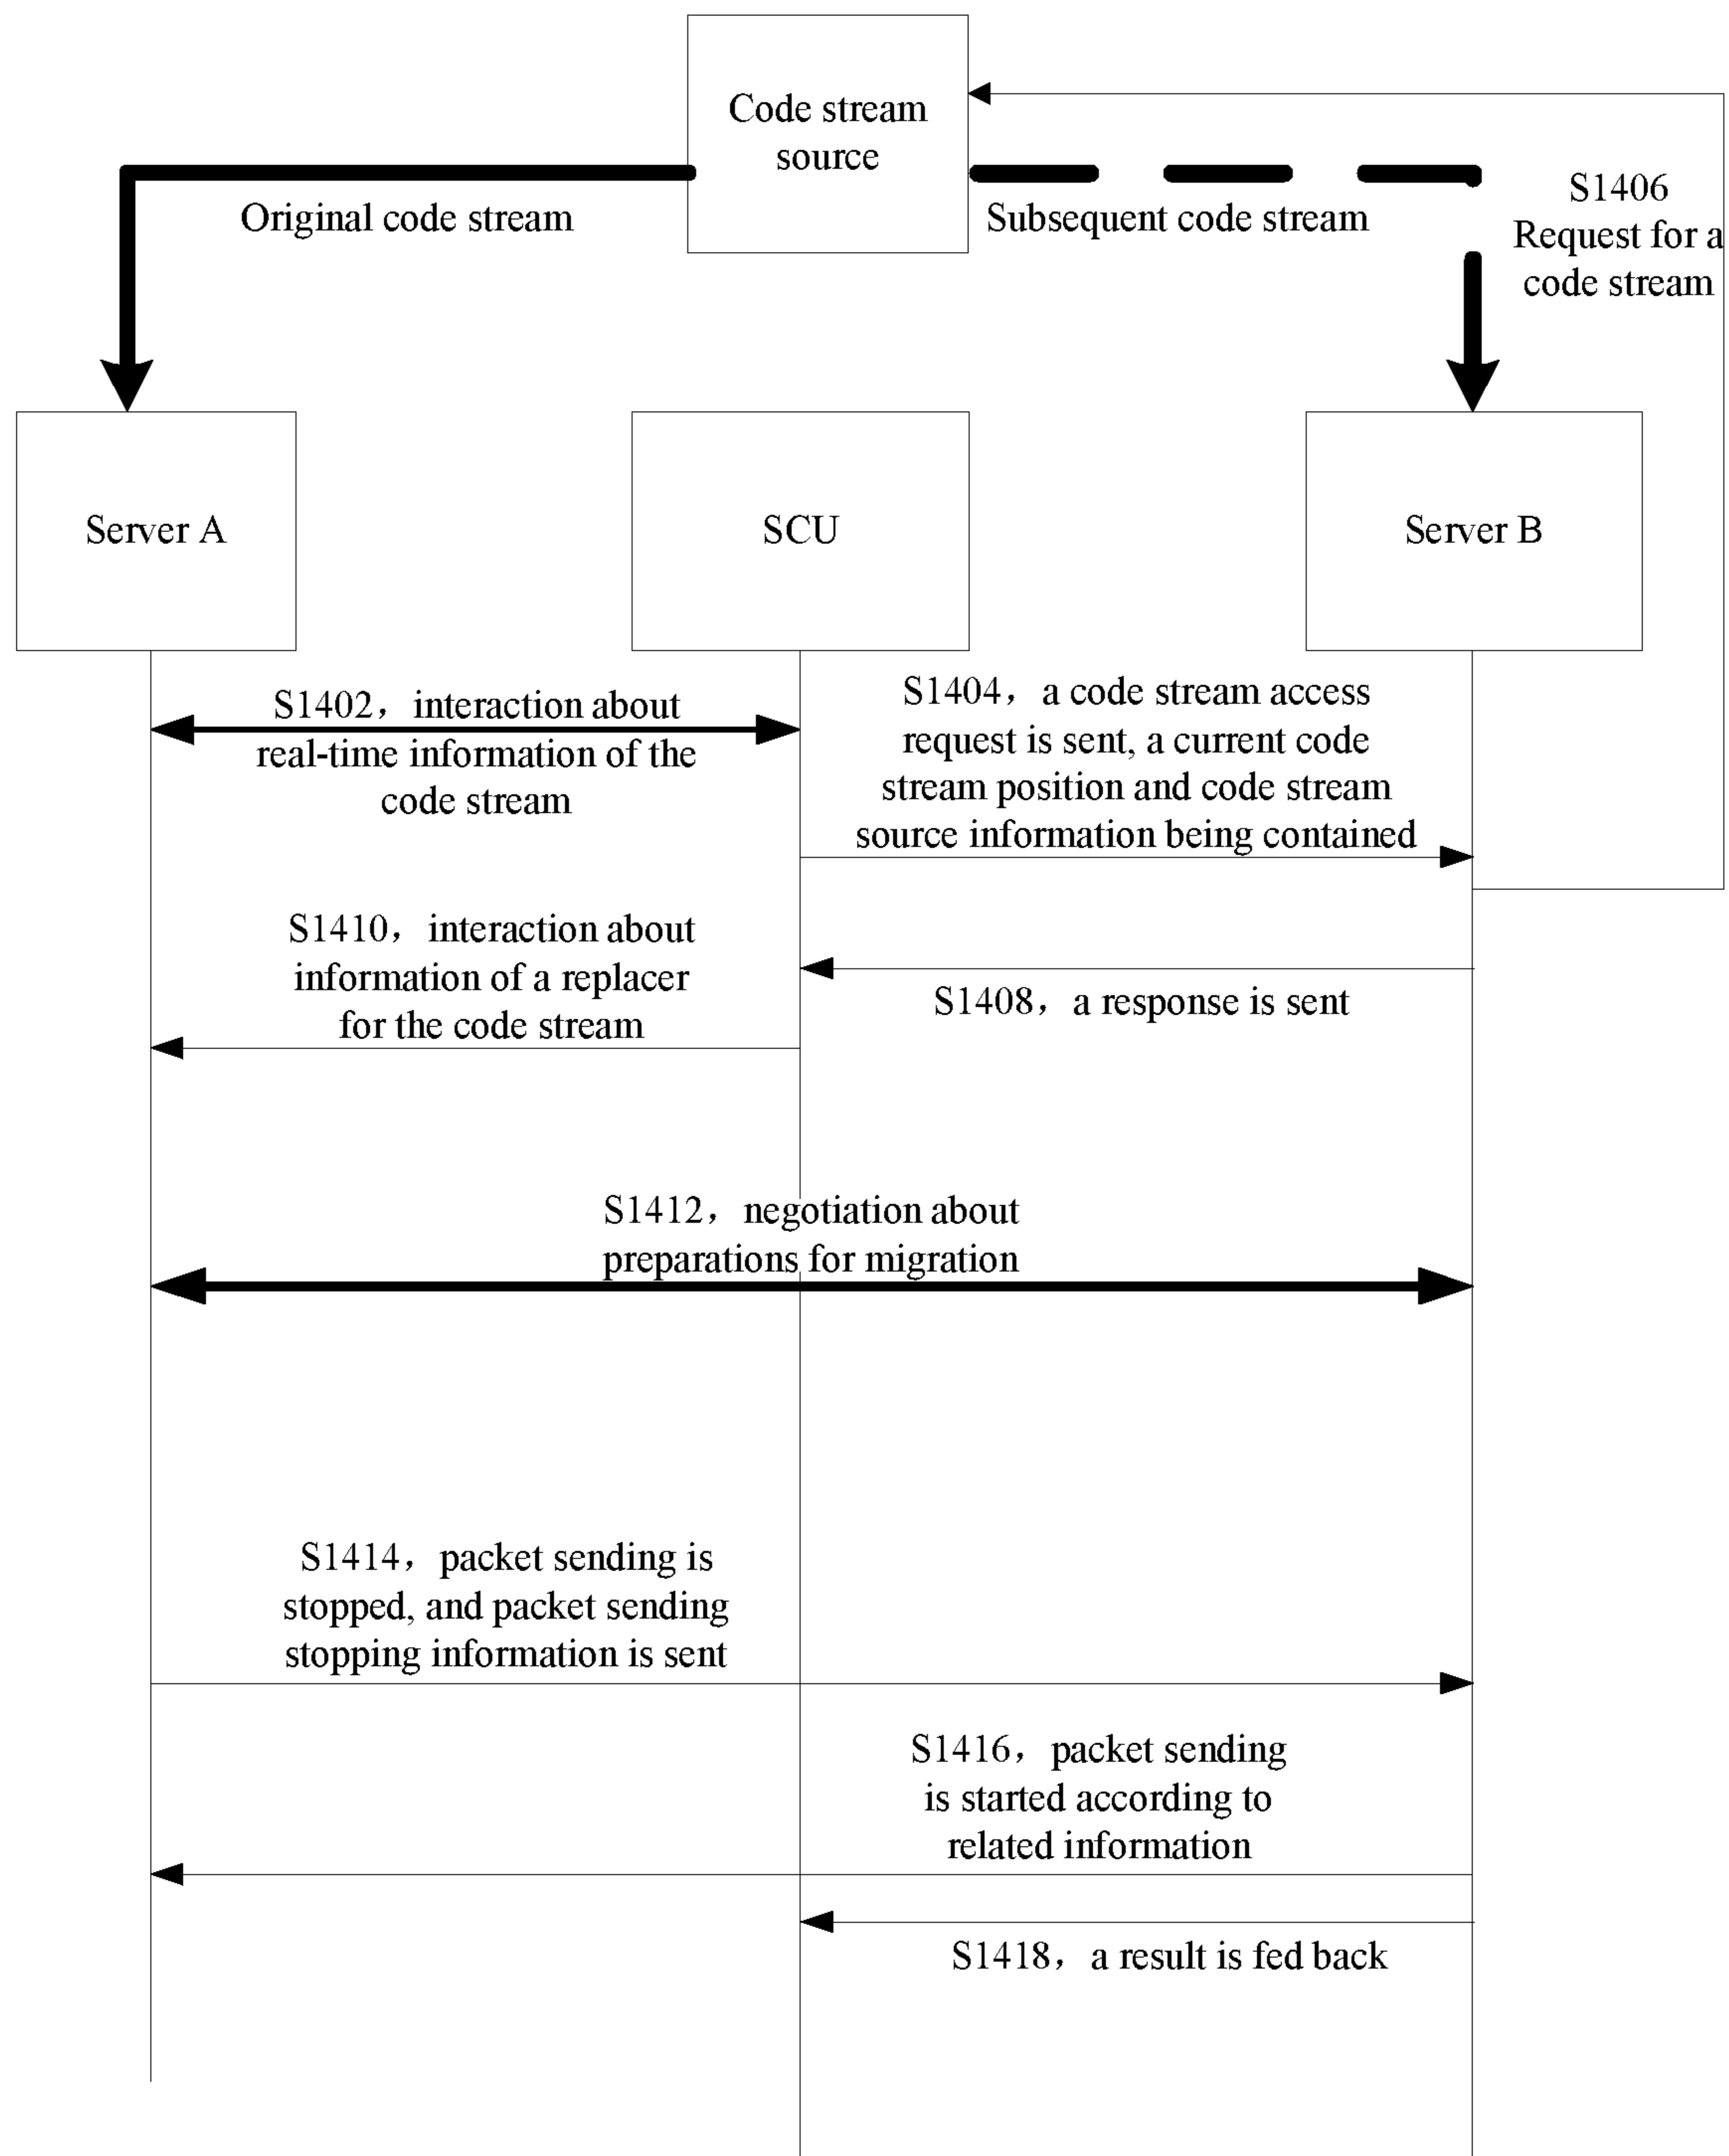 Code stream
source
Original code stream
Subsequent code stream
S1406
Request for a
code stream
Server A
SCU
Server B
S1402，interaction about
real-time information of the
code stream
S1404，a code stream access
request is sent, a current code
stream position and code stream
source information being contained
S1410，interaction about
information of a replacer
for the code stream
S1408，a response is sent
S1412，negotiation about
preparations for migration
S1414，packet sending is
stopped, and packet sending
stopping information is sent
S1416，packet sending
is started according to
related information
S1418，a result is fed back